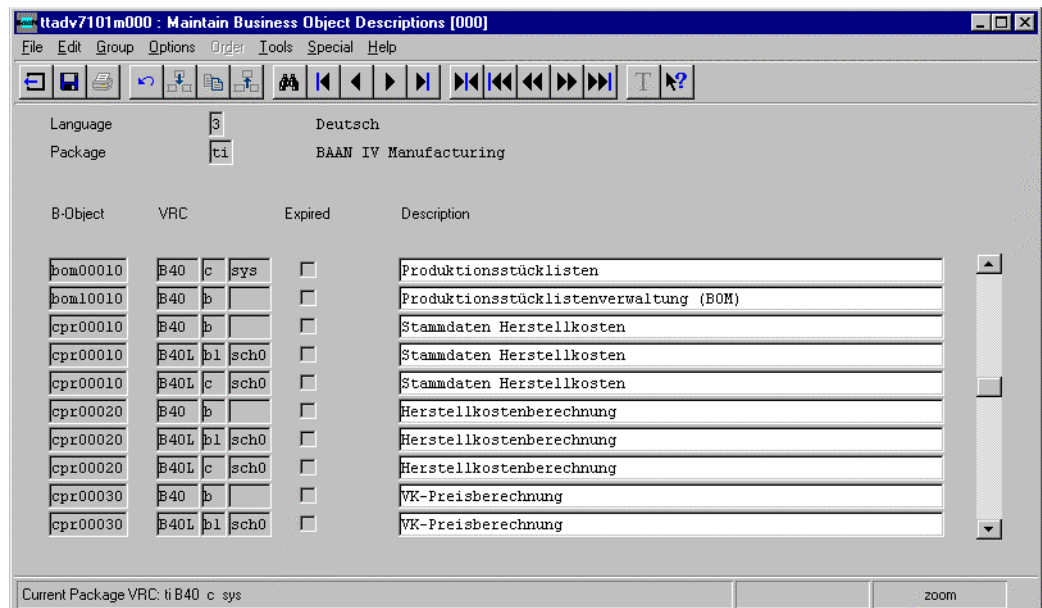 BaaN ttadv7101m000 : Maintain Business Object Descriptions [000]
File Edit Group Options Order Tools Special Help
T ?
Language 3 Deutsch
Package ti BAAN IV Manufacturing
B-Object VRC Expired Description
bom00010 B40 c sys Produktionsstücklisten
bom10010 B40 b Produktionsstücklistenverwaltung (BOM)
cpr00010 B40 b Stammdaten Herstellkosten
cpr00010 B40L bl sch0 Stammdaten Herstellkosten
cpr00010 B40L c sch0 Stammdaten Herstellkosten
cpr00020 B40 b Herstellkostenberechnung
cpr00020 B40L bl sch0 Herstellkostenberechnung
cpr00020 B40L c sch0 Herstellkostenberechnung
cpr00030 B40 b VK-Preisberechnung
cpr00030 B40L bl sch0 VK-Preisberechnung
Current Package VRC: ti B40 c sys zoom